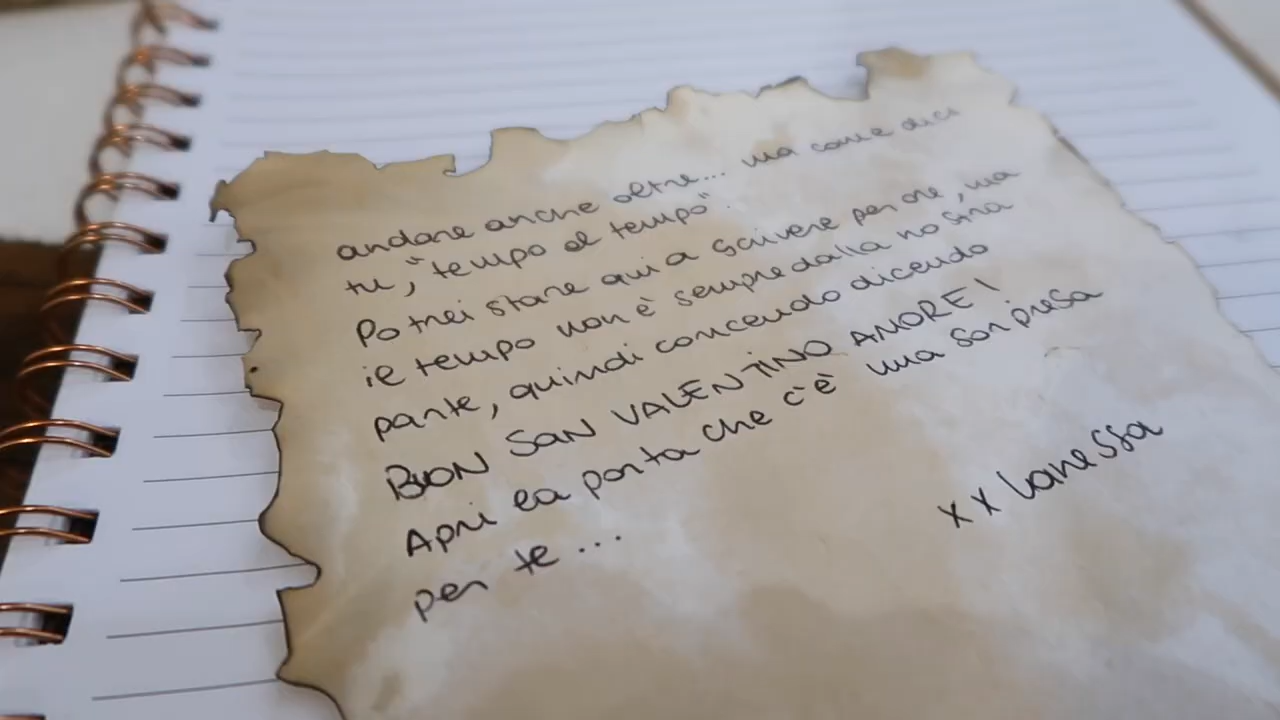 andare anche oltre... ma come dici
tu, "tempo al tempo".
Potrei stare qui a scrivere per ore, ma
il tempo non è sempre dalla nostra
parte, quindi concendo dicendo
BUON SAN VALENTINO AMORE!
Apri la porta che c'è una sorpresa
per te...
xx Vanessa